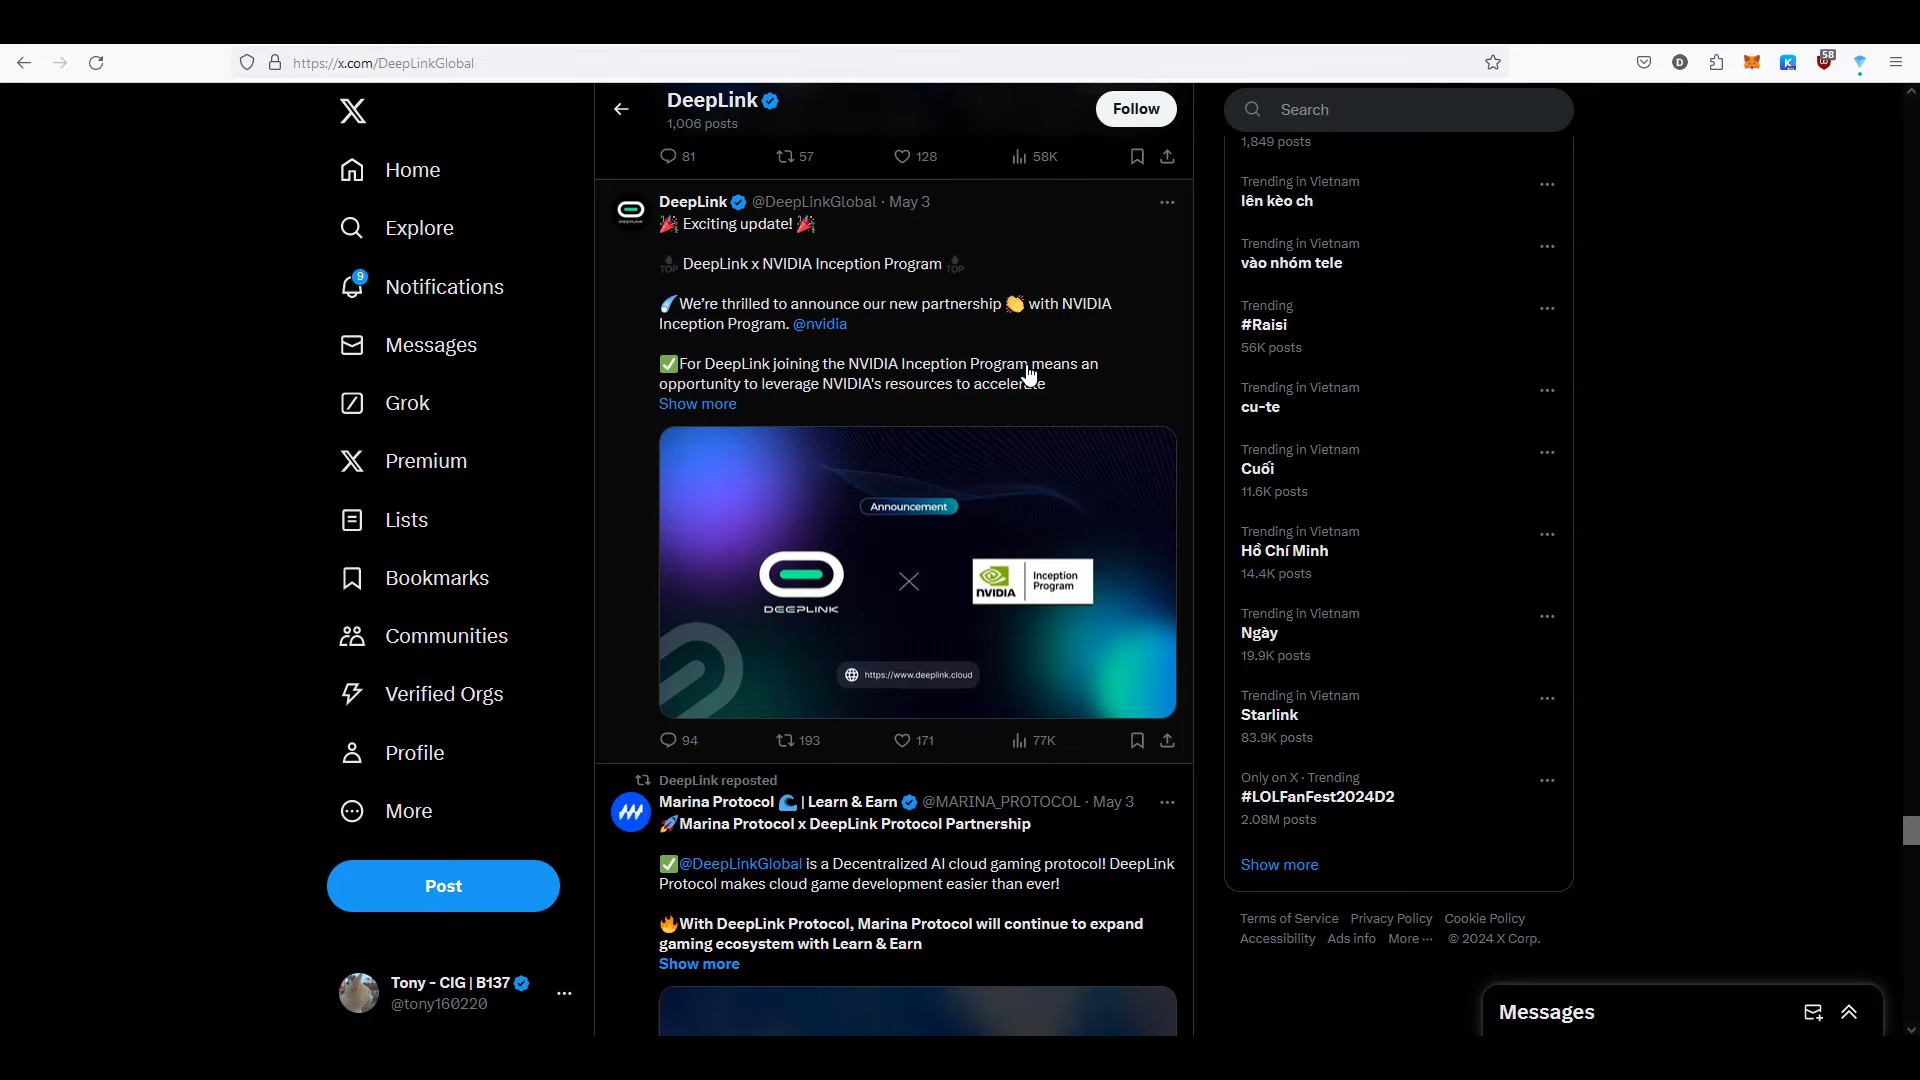 https://x.com/DeepLinkGlobal
58
Home
Explore
9
Notifications
Messages
Grok
Premium
Lists
Bookmarks
Communities
Verified Orgs
Profile
More
Post
Tony - CIG | B137
@tony160220
DeepLink
1,006 posts
Follow
81 57 128 58K
DeepLink @DeepLinkGlobal · May 3
🎉 Exciting update! 🎉
🔝 DeepLink x NVIDIA Inception Program 🔝
☄️We're thrilled to announce our new partnership 👏 with NVIDIA
Inception Program. @nvidia
✅For DeepLink joining the NVIDIA Inception Program means an
opportunity to leverage NVIDIA's resources to accelerate
Show more
Announcement
DEEPLINK
NVIDIA
Inception
Program
https://www.deeplink.cloud
94 193 171 77K
DeepLink reposted
Marina Protocol 🌊 | Learn & Earn @MARINA_PROTOCOL · May 3
🚀Marina Protocol x DeepLink Protocol Partnership
✅@DeepLinkGlobal is a Decentralized AI cloud gaming protocol! DeepLink
Protocol makes cloud game development easier than ever!
🔥With DeepLink Protocol, Marina Protocol will continue to expand
gaming ecosystem with Learn & Earn
Show more
Search
1,849 posts
Trending in Vietnam
lên kèo ch
Trending in Vietnam
vào nhóm tele
Trending
#Raisi
56K posts
Trending in Vietnam
cu-te
Trending in Vietnam
Cuối
11.6K posts
Trending in Vietnam
Hồ Chí Minh
14.4K posts
Trending in Vietnam
Ngày
19.9K posts
Trending in Vietnam
Starlink
83.9K posts
Only on X · Trending
#LOLFanFest2024D2
2.08M posts
Show more
Terms of Service Privacy Policy Cookie Policy
Accessibility Ads info More ··· © 2024 X Corp.
Messages